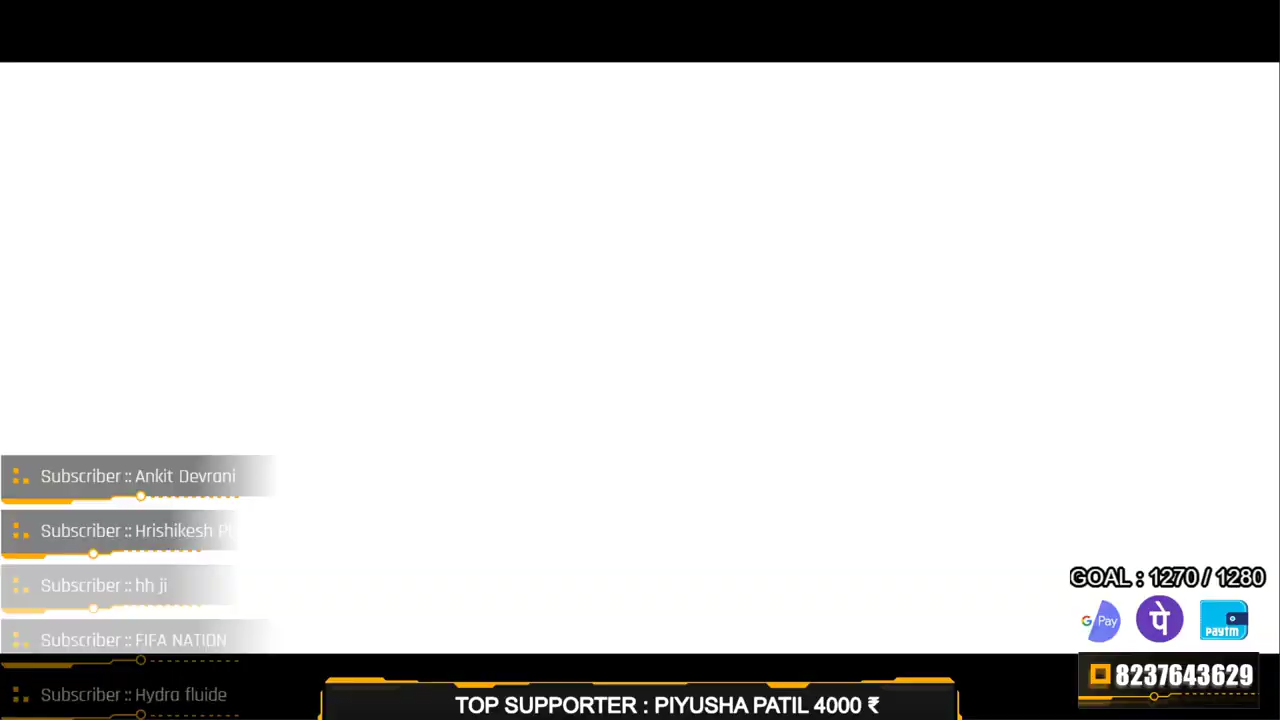 Subscriber :: Ankit Devrani
Subscriber :: Hrishikesh
Subscriber :: hh ji
Subscriber :: FIFA NATION
Subscriber :: Hydra fluide
GOAL : 1270 / 1280
G Pay
पे
paytm
8237643629
TOP SUPPORTER : PIYUSHA PATIL 4000 ₹